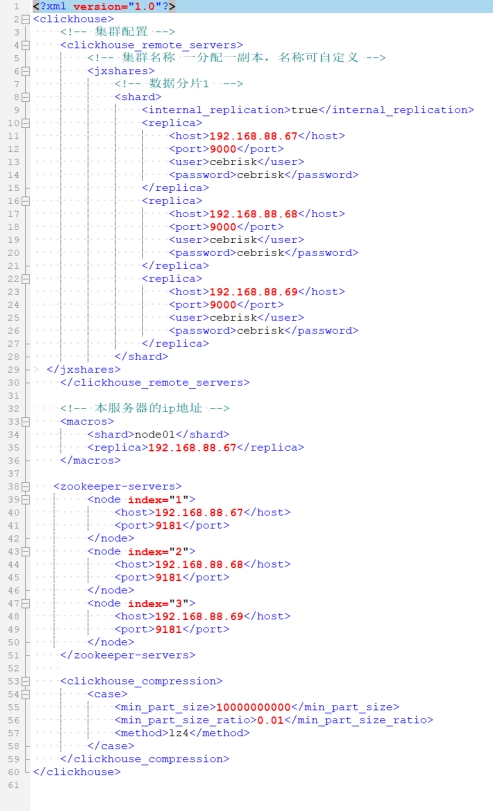 1 <?xml version="1.0"?>
2 <clickhouse>
3 <!-- 集群配置 -->
4 <clickhouse_remote_servers>
5 <!-- 集群名称 一分配一副本，名称可自定义 -->
6 <jxshares>
7 <!-- 数据分片1 -->
8 <shard>
9 <internal_replication>true</internal_replication>
10 <replica>
11 <host>192.168.88.67</host>
12 <port>9000</port>
13 <user>cebrisk</user>
14 <password>cebrisk</password>
15 </replica>
16 <replica>
17 <host>192.168.88.68</host>
18 <port>9000</port>
19 <user>cebrisk</user>
20 <password>cebrisk</password>
21 </replica>
22 <replica>
23 <host>192.168.88.69</host>
24 <port>9000</port>
25 <user>cebrisk</user>
26 <password>cebrisk</password>
27 </replica>
28 </shard>
29 </jxshares>
30 </clickhouse_remote_servers>
31
32 <!-- 本服务器的ip地址 -->
33 <macros>
34 <shard>node01</shard>
35 <replica>192.168.88.67</replica>
36 </macros>
37
38 <zookeeper-servers>
39 <node index="1">
40 <host>192.168.88.67</host>
41 <port>9181</port>
42 </node>
43 <node index="2">
44 <host>192.168.88.68</host>
45 <port>9181</port>
46 </node>
47 <node index="3">
48 <host>192.168.88.69</host>
49 <port>9181</port>
50 </node>
51 </zookeeper-servers>
52
53 <clickhouse_compression>
54 <case>
55 <min_part_size>10000000000</min_part_size>
56 <min_part_size_ratio>0.01</min_part_size_ratio>
57 <method>lz4</method>
58 </case>
59 </clickhouse_compression>
60 </clickhouse>
61